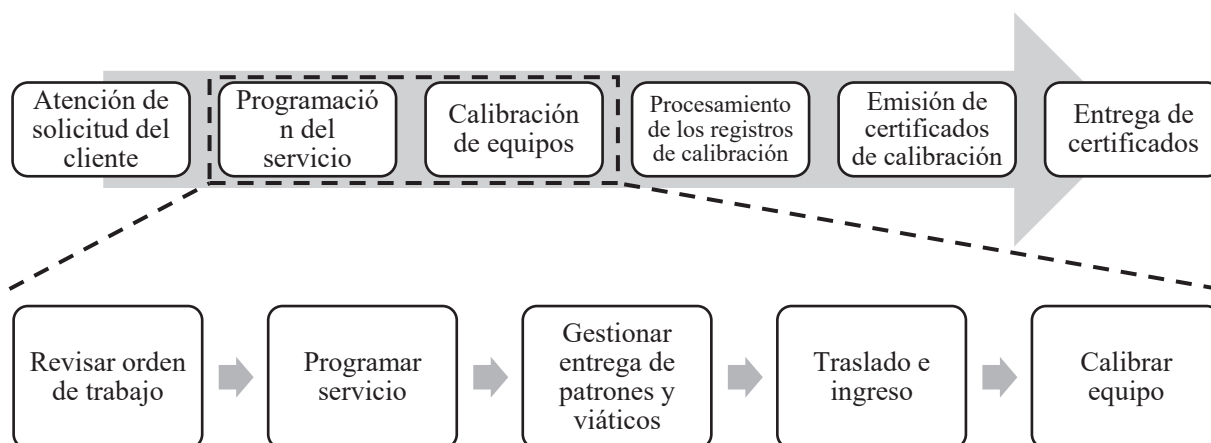 Atención de
solicitud del
cliente
Programació
n del
servicio
Calibración
de equipos
Procesamiento
de los registros
de calibración
Emisión de
certificados
de calibración
Entrega de
certificados
Revisar orden
de trabajo
Programar
servicio
Gestionar
entrega de
patrones y
viáticos
Traslado e
ingreso
Calibrar
equipo